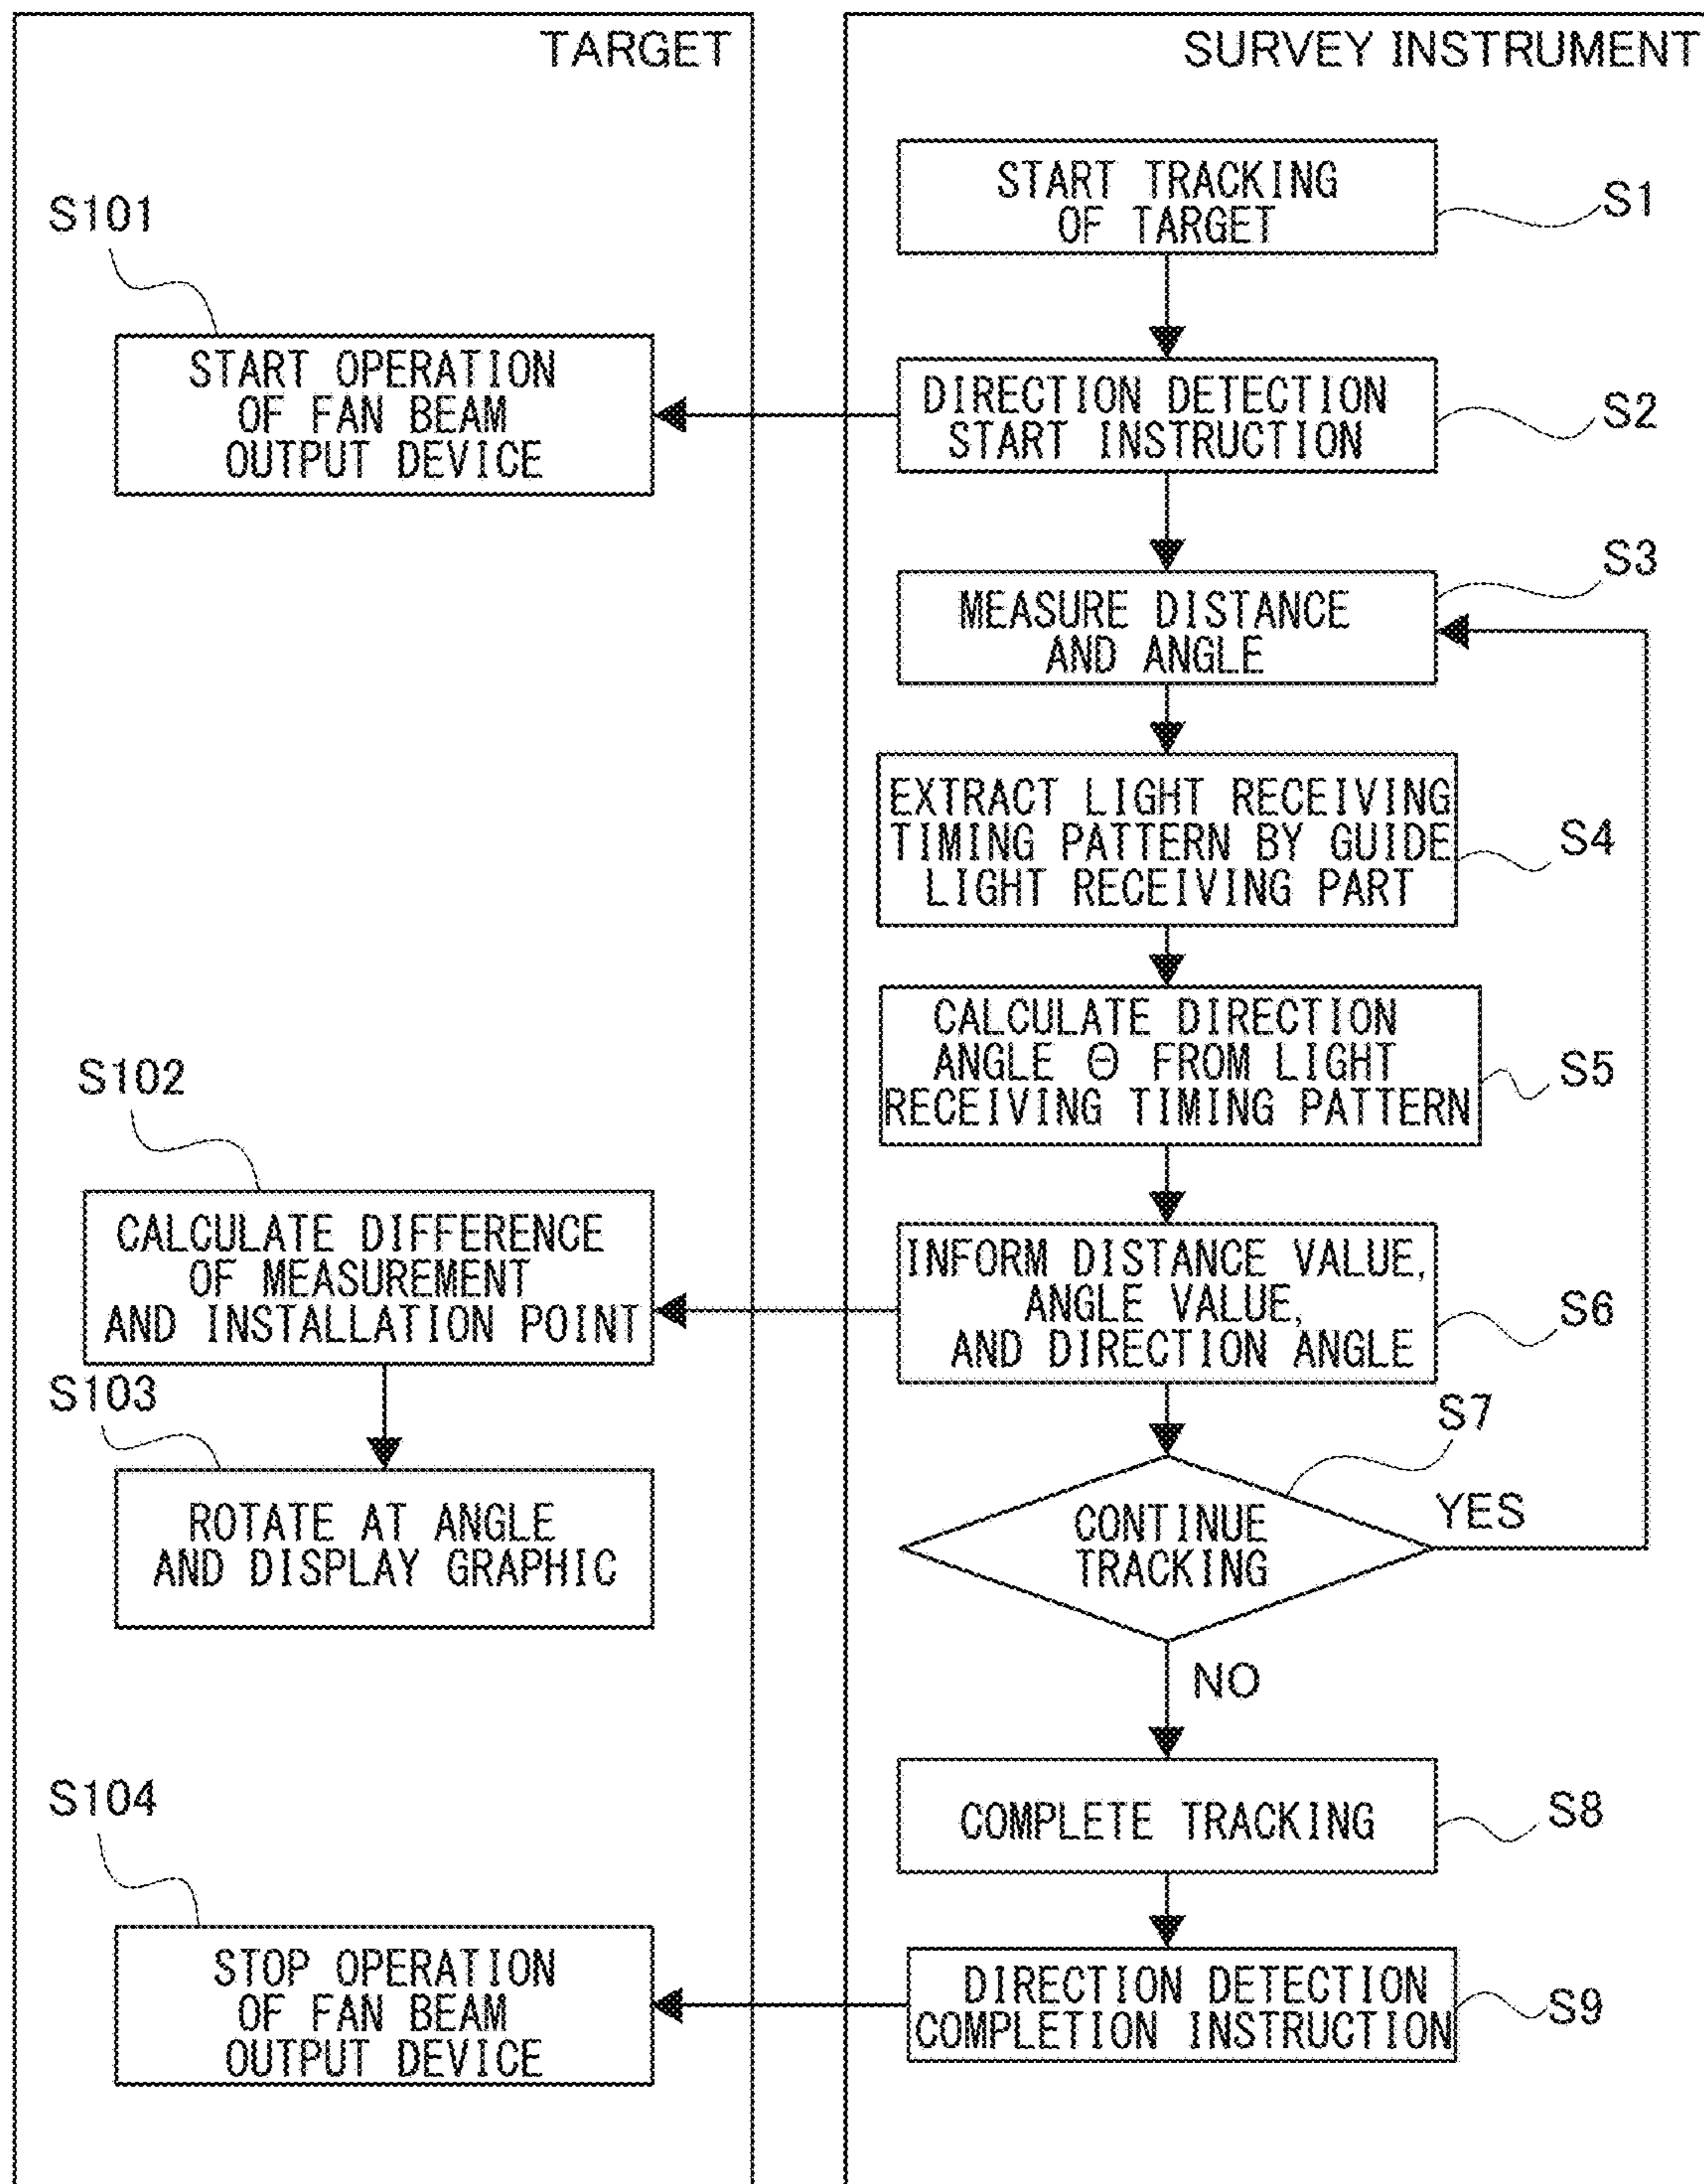 TARGET
S101
START OPERATION
OF FAN BEAM
OUTPUT DEVICE
S102
CALCULATE DIFFERENCE
OF MEASUREMENT
AND INSTALLATION POINT
S103
ROTATE AT ANGLE
AND DISPLAY GRAPHIC
S104
STOP OPERATION
OF FAN BEAM
OUTPUT DEVICE
SURVEY INSTRUMENT
START TRACKING
OF TARGET
S1
DIRECTION DETECTION
START INSTRUCTION
S2
S3
MEASURE DISTANCE
AND ANGLE
EXTRACT LIGHT RECEIVING
TIMING PATTERN BY GUIDE
LIGHT RECEIVING PART
S4
CALCULATE DIRECTION
ANGLE Θ FROM LIGHT
RECEIVING TIMING PATTERN
S5
INFORM DISTANCE VALUE,
ANGLE VALUE,
AND DIRECTION ANGLE
S6
S7
CONTINUE
TRACKING
YES
NO
COMPLETE TRACKING
S8
DIRECTION DETECTION
COMPLETION INSTRUCTION
S9